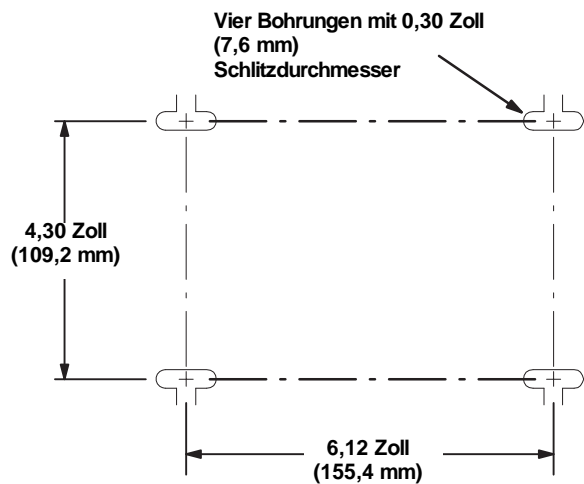 Vier Bohrungen mit 0,30 Zoll
(7,6 mm)
Schlitzdurchmesser
4,30 Zoll
(109,2 mm)
6,12 Zoll
(155,4 mm)